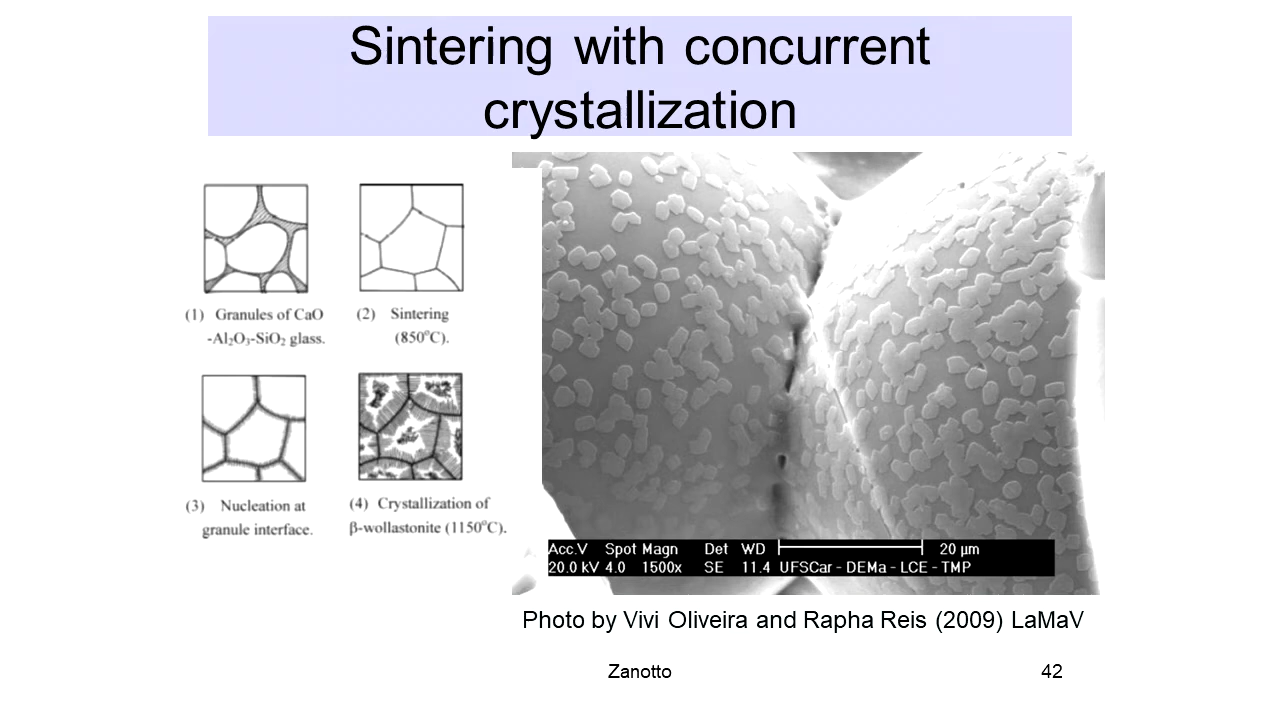 Sintering with concurrent
crystallization
(1) Granules of CaO
-Al₂O₃-SiO₂ glass.
(2) Sintering
(850°C).
(3) Nucleation at
granule interface.
(4) Crystallization of
β-wollastonite (1150°C).
Acc.V Spot Magn Det WD 20 µm
20.0 kV 4.0 1500x SE 11.4 UFSCar - DEMa - LCE - TMP
Photo by Vivi Oliveira and Rapha Reis (2009) LaMaV
Zanotto
42